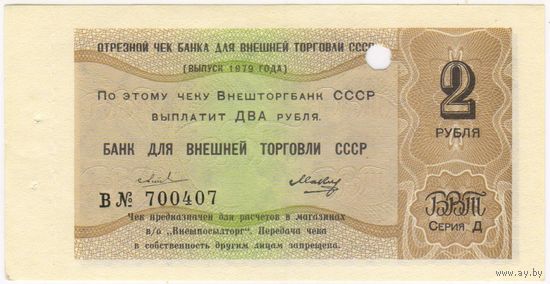 ОТРЕЗНОЙ ЧЕК БАНКА ДЛЯ ВНЕШНЕЙ ТОРГОВЛИ СССР
(ВЫПУСК 1979 ГОДА)
По этому чеку Внешторгбанк СССР
выплатит ДВА рубля.
БАНК ДЛЯ ВНЕШНЕЙ ТОРГОВЛИ СССР
В№ 700407
Чек предназначен для расчетов в магазинах
в/о „Внешпосылторг". Передача чека
в собственность другим лицам запрещена.
2
РУБЛЯ
БВТ
Серия Д
www.ay.by